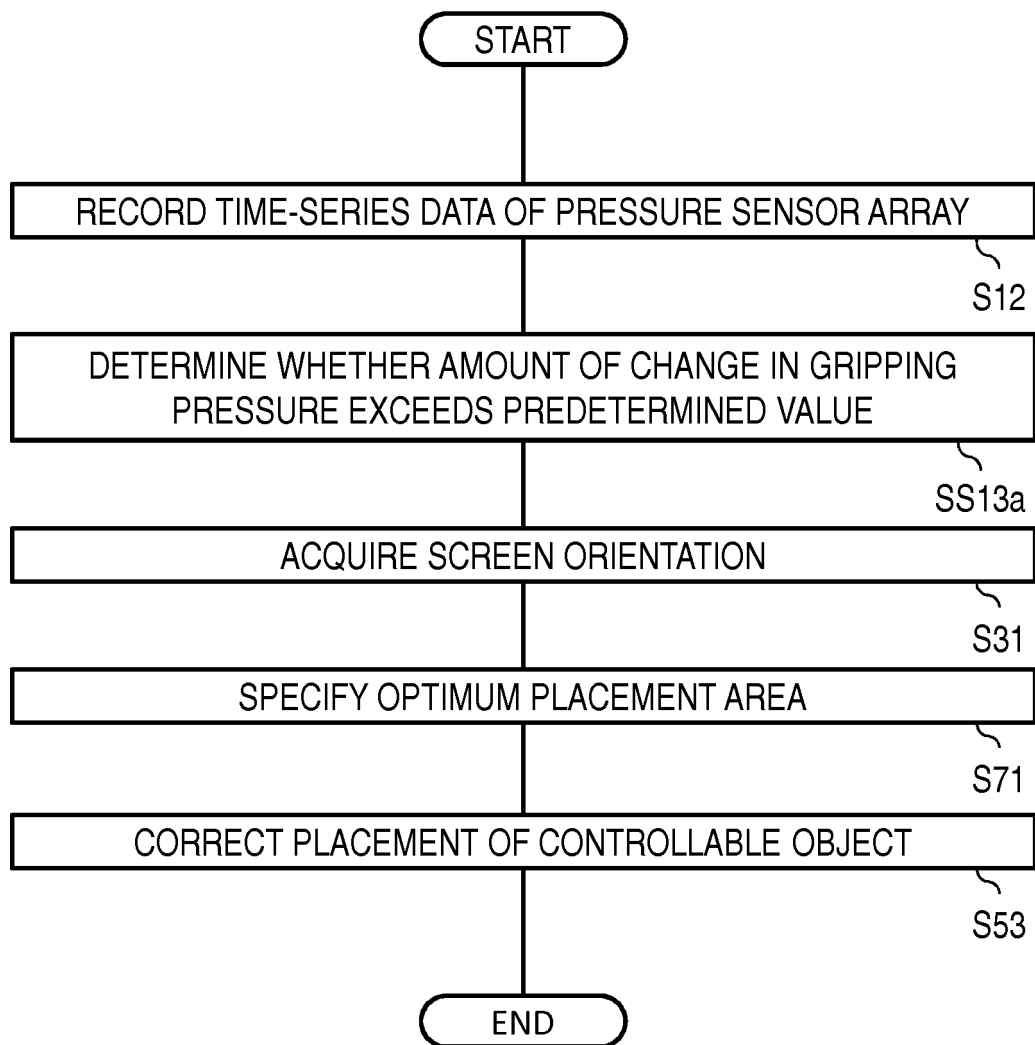 START
RECORD TIME-SERIES DATA OF PRESSURE SENSOR ARRAY
S12
DETERMINE WHETHER AMOUNT OF CHANGE IN GRIPPING
PRESSURE EXCEEDS PREDETERMINED VALUE
SS13a
ACQUIRE SCREEN ORIENTATION
S31
SPECIFY OPTIMUM PLACEMENT AREA
S71
CORRECT PLACEMENT OF CONTROLLABLE OBJECT
S53
END